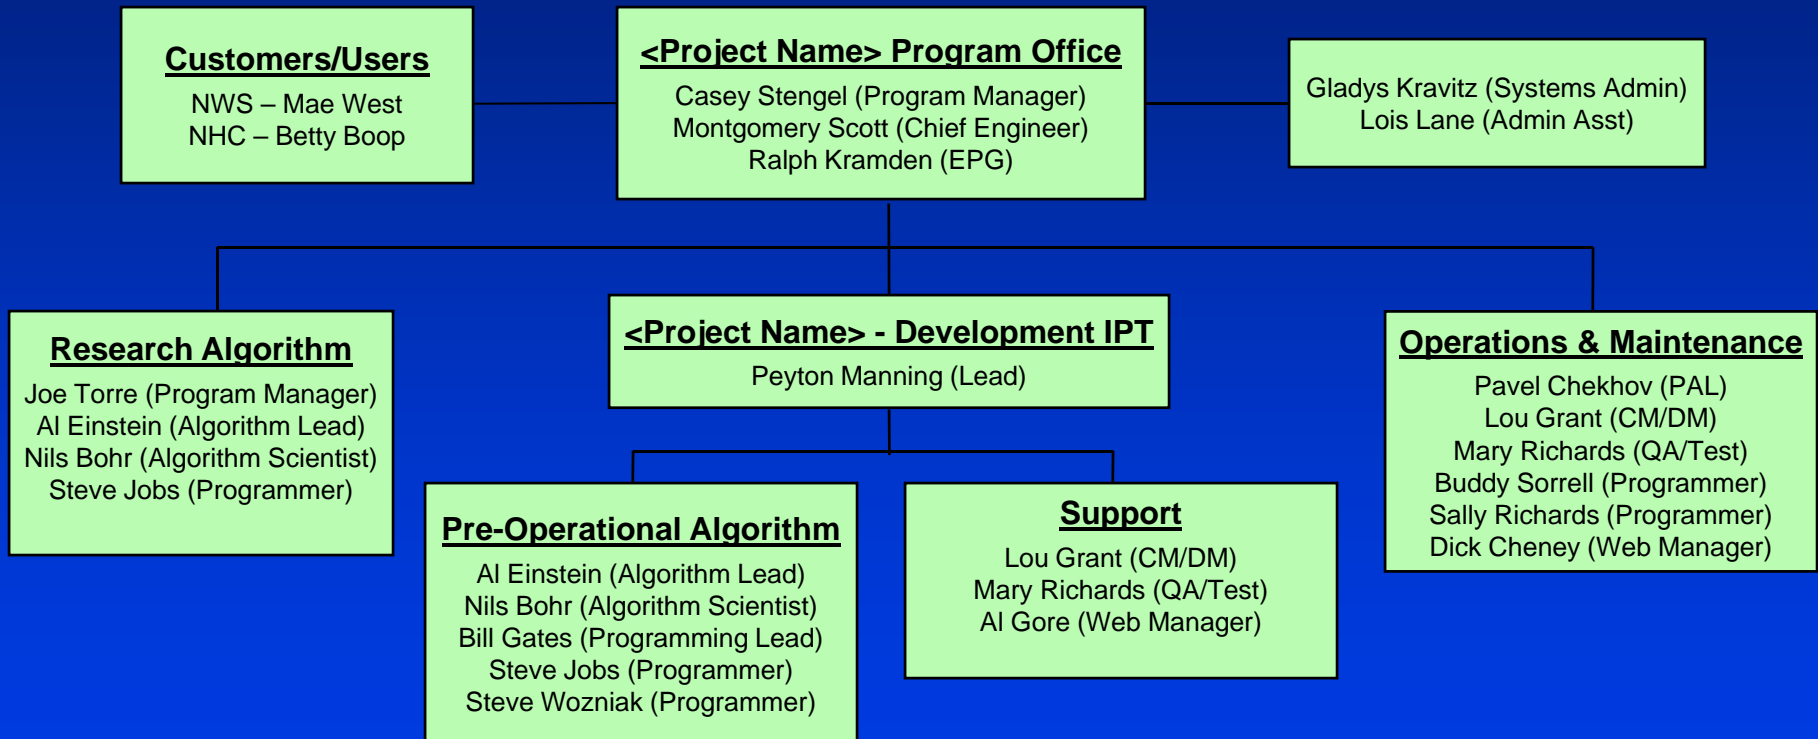 Customers/Users
NWS – Mae West
NHC – Betty Boop
<Project Name> Program Office
Casey Stengel (Program Manager)
Montgomery Scott (Chief Engineer)
Ralph Kramden (EPG)
Gladys Kravitz (Systems Admin)
Lois Lane (Admin Asst)
Research Algorithm
Joe Torre (Program Manager)
Al Einstein (Algorithm Lead)
Nils Bohr (Algorithm Scientist)
Steve Jobs (Programmer)
<Project Name> - Development IPT
Peyton Manning (Lead)
Operations & Maintenance
Pavel Chekhov (PAL)
Lou Grant (CM/DM)
Mary Richards (QA/Test)
Buddy Sorrell (Programmer)
Sally Richards (Programmer)
Dick Cheney (Web Manager)
Pre-Operational Algorithm
Al Einstein (Algorithm Lead)
Nils Bohr (Algorithm Scientist)
Bill Gates (Programming Lead)
Steve Jobs (Programmer)
Steve Wozniak (Programmer)
Support
Lou Grant (CM/DM)
Mary Richards (QA/Test)
Al Gore (Web Manager)